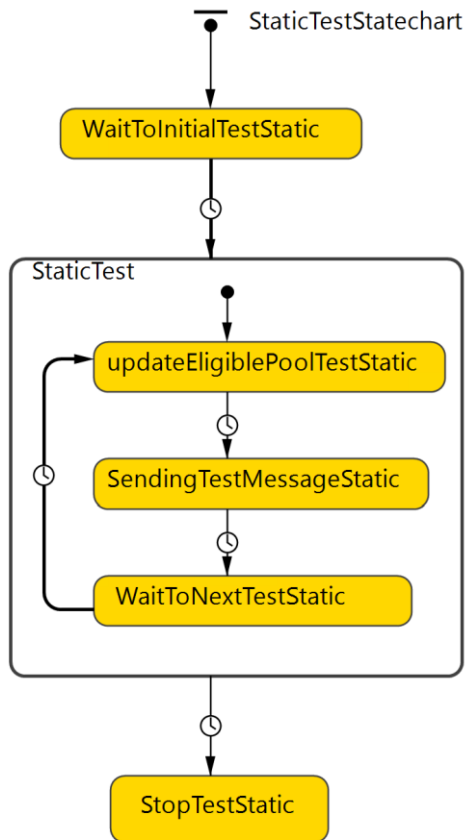 StaticTestStatechart
WaitToInitialTestStatic
StaticTest
updateEligiblePoolTestStatic
SendingTestMessageStatic
WaitToNextTestStatic
StopTestStatic